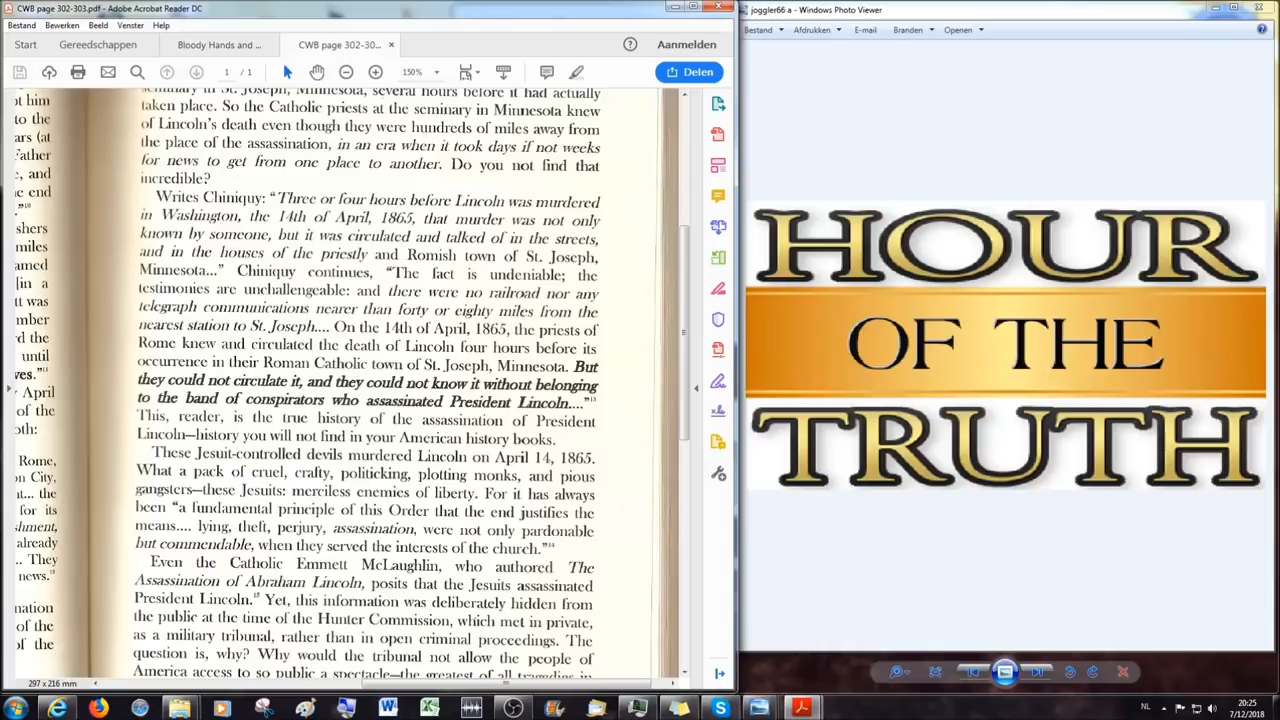 CWB page 302-303.pdf - Adobe Acrobat Reader DC
Bestand Bewerken Beeld Venster Help
Start Gereedschappen Bloody Hands and ... CWB page 302-30... × Aanmelden
1 / 1 150% Delen
seminary in St. Joseph, Minnesota, several hours before it had actually
taken place. So the Catholic priests at the seminary in Minnesota knew
of Lincoln's death even though they were hundreds of miles away from
the place of the assassination, in an era when it took days if not weeks
for news to get from one place to another. Do you not find that
incredible?
Writes Chiniquy: “Three or four hours before Lincoln was murdered
in Washington, the 14th of April, 1865, that murder was not only
known by someone, but it was circulated and talked of in the streets,
and in the houses of the priestly and Romish town of St. Joseph,
Minnesota...” Chiniquy continues, “The fact is undeniable; the
testimonies are unchallengeable: and there were no railroad nor any
telegraph communications nearer than forty or eighty miles from the
nearest station to St. Joseph.... On the 14th of April, 1865, the priests of
Rome knew and circulated the death of Lincoln four hours before its
occurrence in their Roman Catholic town of St. Joseph, Minnesota. But
they could not circulate it, and they could not know it without belonging
to the band of conspirators who assassinated President Lincoln....”13
This, reader, is the true history of the assassination of President
Lincoln—history you will not find in your American history books.
These Jesuit-controlled devils murdered Lincoln on April 14, 1865.
What a pack of cruel, crafty, politicking, plotting monks, and pious
gangsters—these Jesuits: merciless enemies of liberty. For it has always
been “a fundamental principle of this Order that the end justifies the
means.... lying, theft, perjury, assassination, were not only pardonable
but commendable, when they served the interests of the church.”14
Even the Catholic Emmett McLaughlin, who authored The
Assassination of Abraham Lincoln, posits that the Jesuits assassinated
President Lincoln.15 Yet, this information was deliberately hidden from
the public at the time of the Hunter Commission, which met in private,
as a military tribunal, rather than in open criminal proceedings. The
question is, why? Why would the tribunal not allow the people of
America access to so public a spectacle—the greatest of all tragedies in
297 x 216 mm
joggler66 a - Windows Photo Viewer
Bestand Afdrukken E-mail Branden Openen
HOUR
OF THE
TRUTH
NL
20:25
7/12/2018